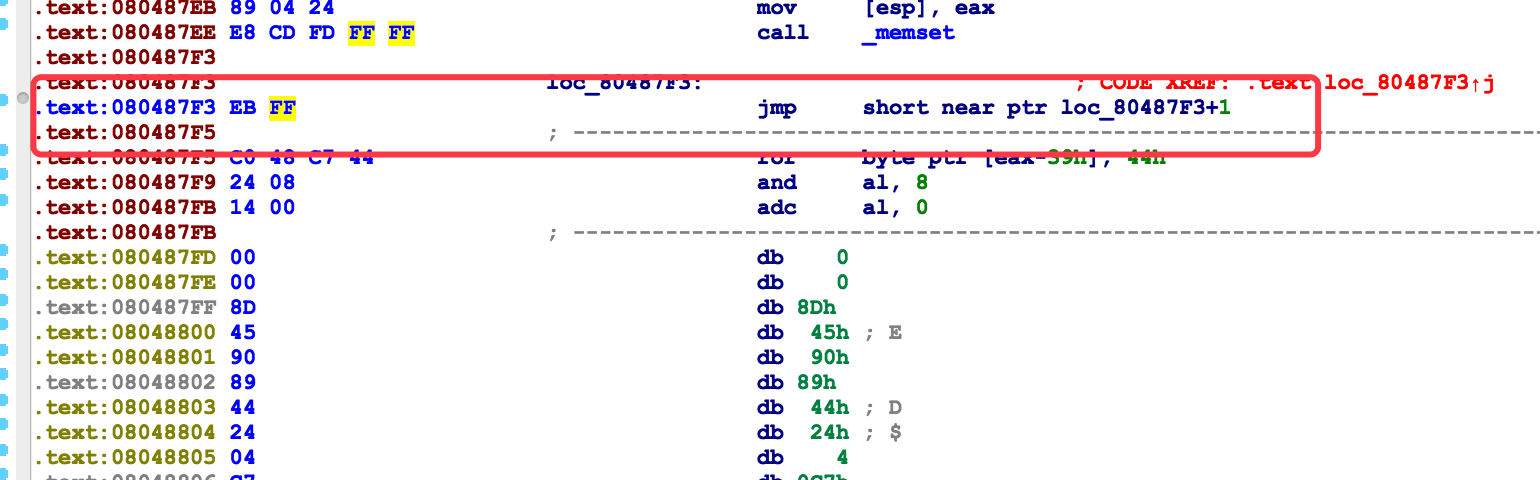 .text:080487EB 89 04 24 mov [esp], eax
.text:080487EE E8 CD FD FF FF call _memset
.text:080487F3
.text:080487F3 loc_80487F3: ; CODE XREF: .text loc_80487F3↑j
.text:080487F3 EB FF jmp short near ptr loc_80487F3+1
.text:080487F5 ; ---------------------------------------------------------------------------
.text:080487F5 C0 48 C7 44 ror byte ptr [eax-39h], 44h
.text:080487F9 24 08 and al, 8
.text:080487FB 14 00 adc al, 0
.text:080487FB ; ---------------------------------------------------------------------------
.text:080487FD 00 db 0
.text:080487FE 00 db 0
.text:080487FF 8D db 8Dh
.text:08048800 45 db 45h ; E
.text:08048801 90 db 90h
.text:08048802 89 db 89h
.text:08048803 44 db 44h ; D
.text:08048804 24 db 24h ; $
.text:08048805 04 db 4
.text:08048806 C7 db 0C7h